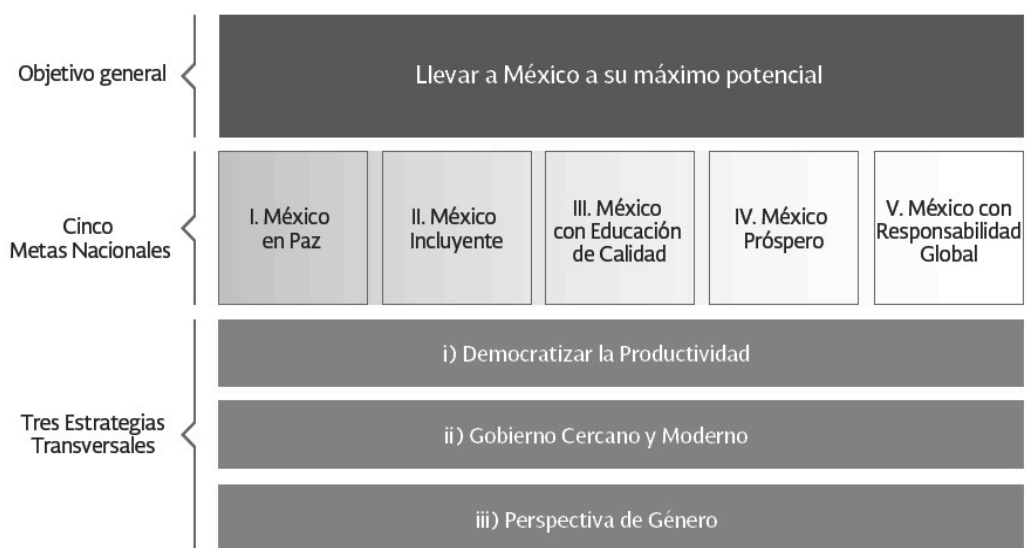 Objetivo general
Llevar a México a su máximo potencial
Cinco
Metas Nacionales
I. México
en Paz
II. México
Incluyente
III. México
con Educación
de Calidad
IV. México
Próspero
V. México con
Responsabilidad
Global
Tres Estrategias
Transversales
i) Democratizar la Productividad
ii) Gobierno Cercano y Moderno
iii) Perspectiva de Género